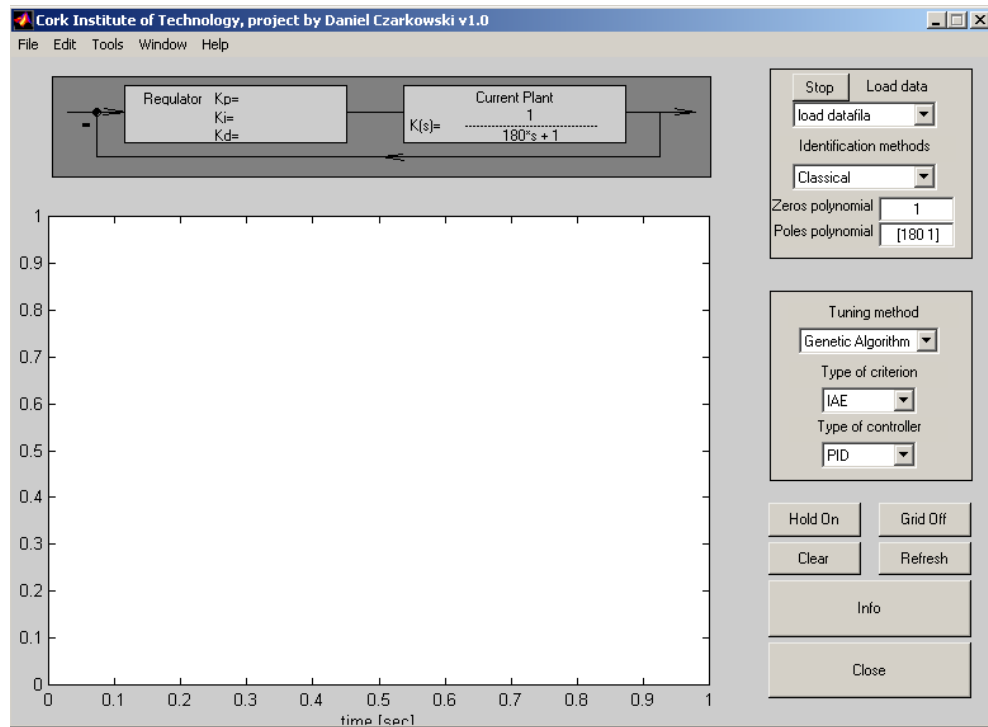 Cork Institute of Technology, project by Daniel Czarkowski v1.0
File Edit Tools Window Help
Regulator Kp=
Ki=
Kd=
Current Plant
1
K(s)= ----------------------------------
180*s + 1
-
Stop Load data
load datafila
Identification methods
Classical
Zeros polynomial 1
Poles polynomial [180 1]
Tuning method
Genetic Algorithm
Type of criterion
IAE
Type of controller
PID
Hold On Grid Off
Clear Refresh
Info
Close
1
0.9
0.8
0.7
0.6
0.5
0.4
0.3
0.2
0.1
0
0 0.1 0.2 0.3 0.4 0.5 0.6 0.7 0.8 0.9 1
time [sec]